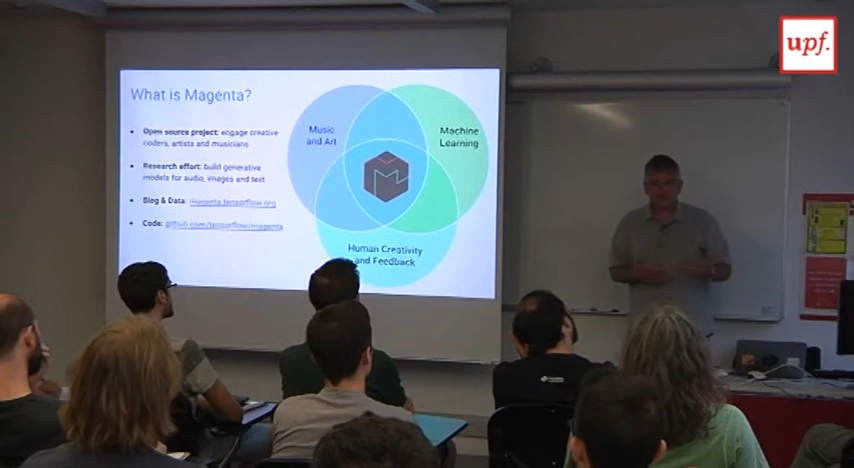 upf.
What is Magenta?
Open source project: engage creative
coders, artists and musicians
Research effort: build generative
models for audio, images and text
Blog & Data: magenta.tensorflow.org
Code: github.com/tensorflow/magenta
Music
and Art
Machine
Learning
Human Creativity
and Feedback